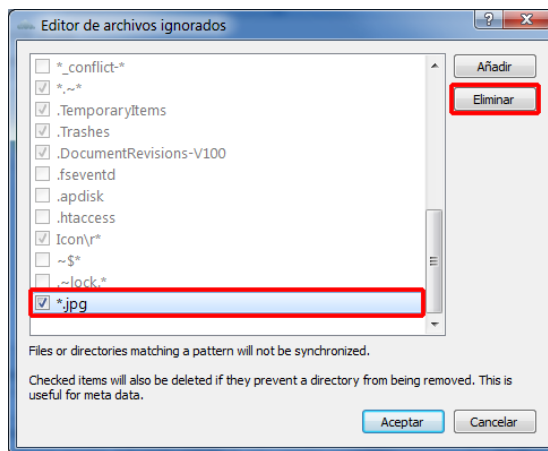 Editor de archivos ignorados
*_conflict-*
*.~*
.TemporaryItems
.Trashes
.DocumentRevisions-V100
.fseventd
.apdisk
.htaccess
Icon\r*
~$*
.~lock.*
*.jpg
Añadir
Eliminar
Files or directories matching a pattern will not be synchronized.
Checked items will also be deleted if they prevent a directory from being removed. This is
useful for meta data.
Aceptar
Cancelar